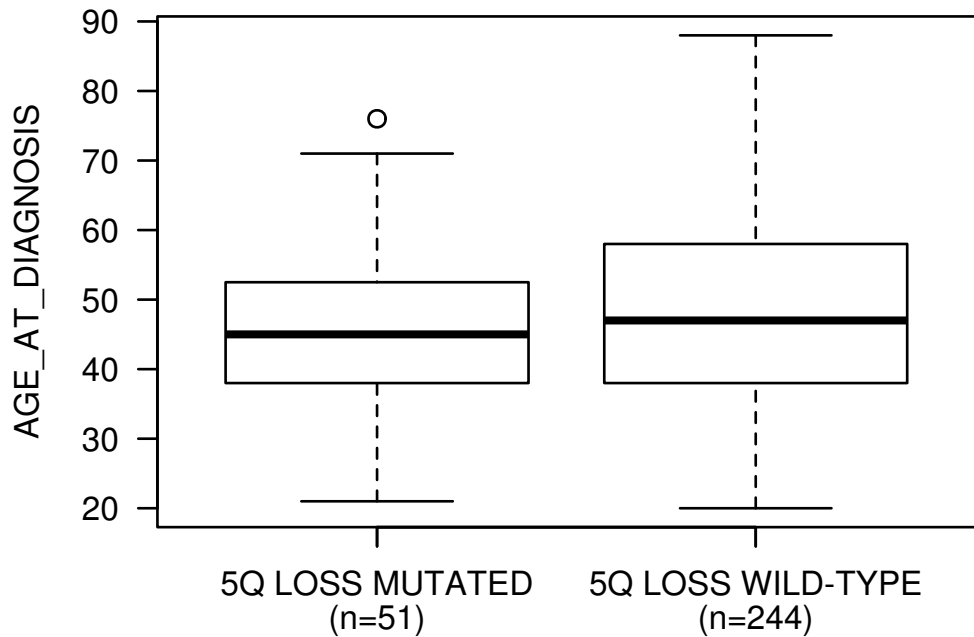 90
80
70
60
50
40
30
20
AGE_AT_DIAGNOSIS
5Q LOSS MUTATED
(n=51)
5Q LOSS WILD-TYPE
(n=244)